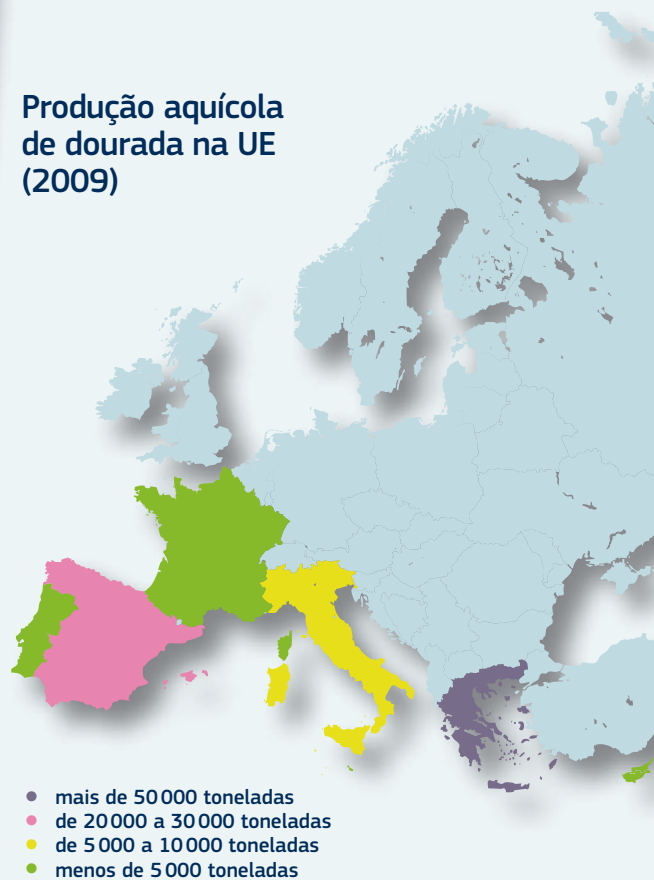 Produção aquícola
de dourada na UE
(2009)
mais de 50 000 toneladas
de 20 000 a 30 000 toneladas
de 5 000 a 10 000 toneladas
menos de 5 000 toneladas